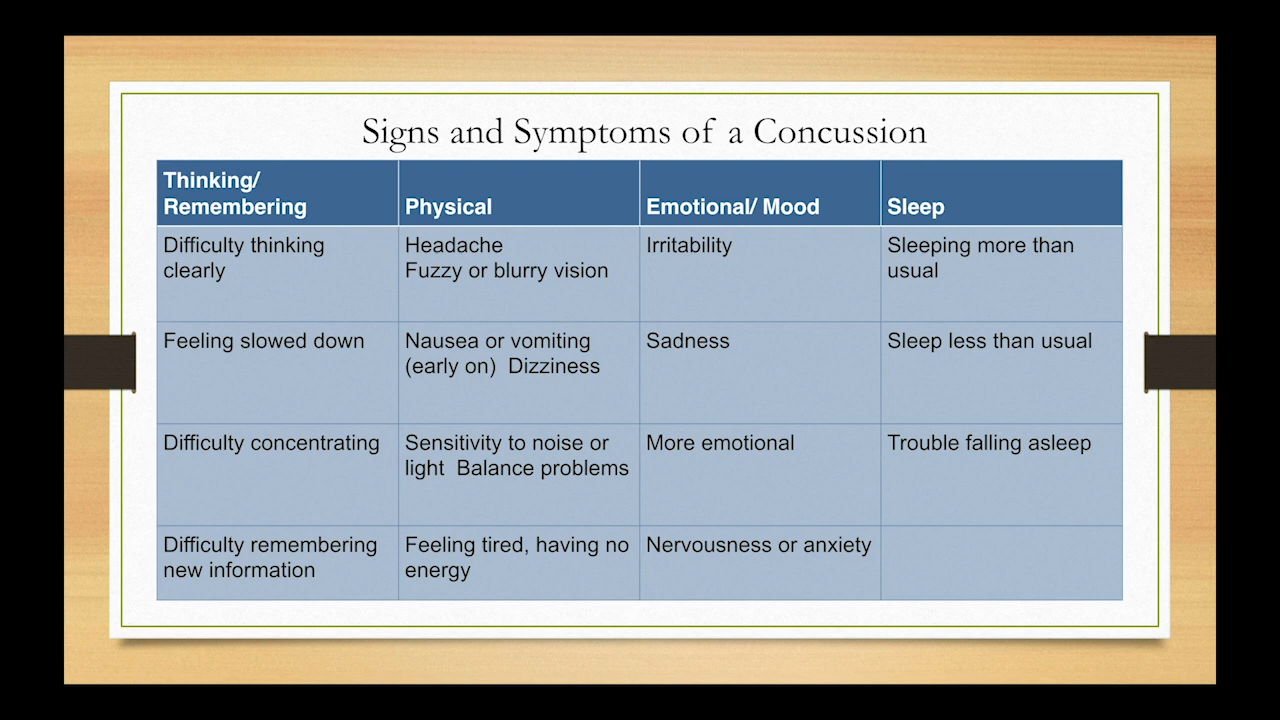 Signs and Symptoms of a Concussion
Thinking/
Remembering
Physical
Emotional/ Mood
Sleep
Difficulty thinking
clearly
Headache
Fuzzy or blurry vision
Irritability
Sleeping more than
usual
Feeling slowed down
Nausea or vomiting
(early on)  Dizziness
Sadness
Sleep less than usual
Difficulty concentrating
Sensitivity to noise or
light  Balance problems
More emotional
Trouble falling asleep
Difficulty remembering
new information
Feeling tired, having no
energy
Nervousness or anxiety